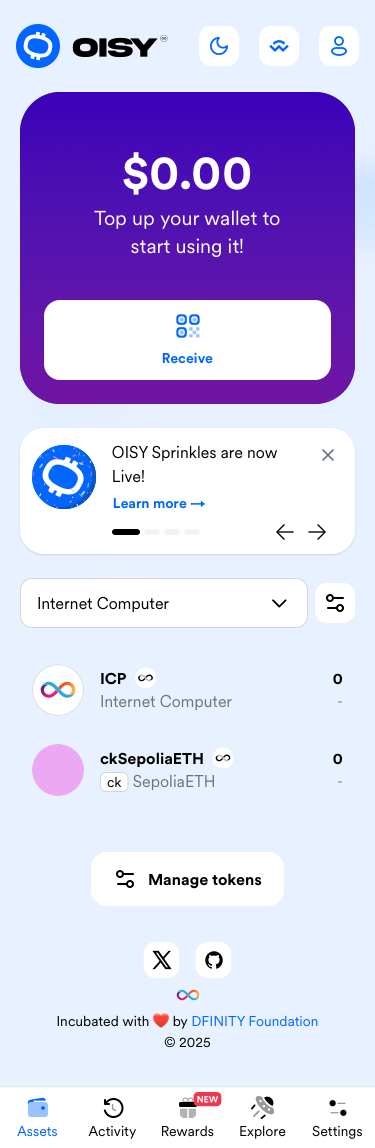 OISY
$0.00
Top up your wallet to
start using it!
Receive
OISY Sprinkles are now
Live!
Learn more →
Internet Computer
ICP
0
Internet Computer
-
ckSepoliaETH
0
ck SepoliaETH
-
Manage tokens
Incubated with ❤️ by DFINITY Foundation
© 2025
NEW
Assets
Activity
Rewards
Explore
Settings